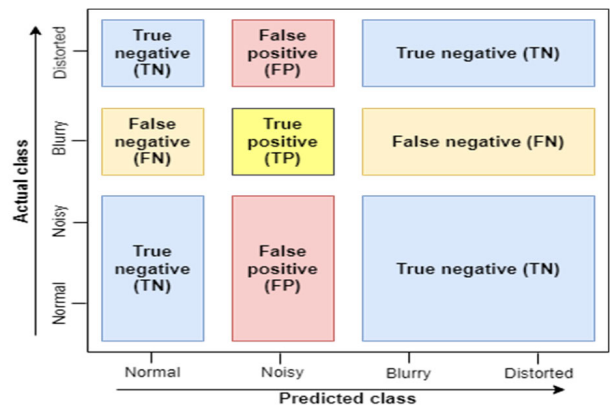 Actual class
Distorted
Blurry
Noisy
Normal
True
negative
(TN)
False
positive
(FP)
True negative (TN)
False
negative
(FN)
True
positive
(TP)
False negative (FN)
True
negative
(TN)
False
positive
(FP)
True negative (TN)
Normal
Noisy
Blurry
Distorted
Predicted class